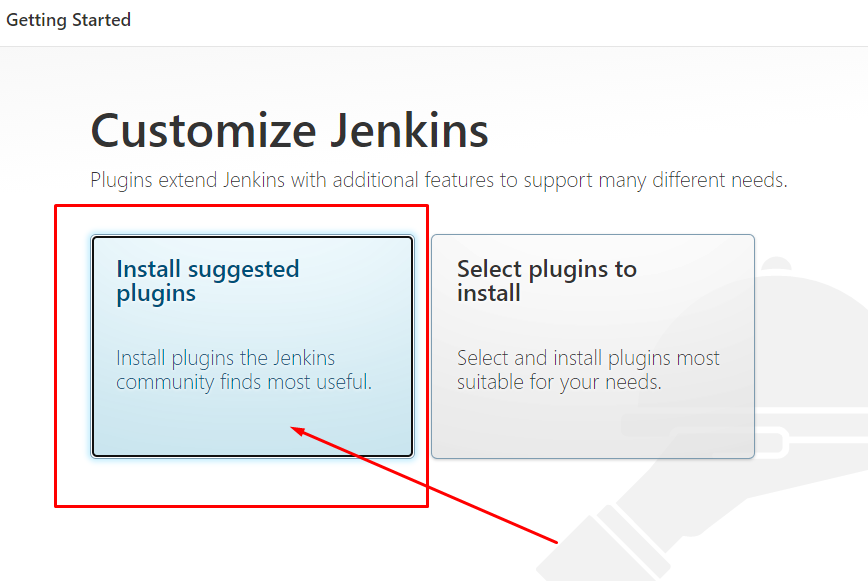 Getting Started
Customize Jenkins
Plugins extend Jenkins with additional features to support many different needs.
Install suggested
plugins
Install plugins the Jenkins
community finds most useful.
Select plugins to
install
Select and install plugins most
suitable for your needs.